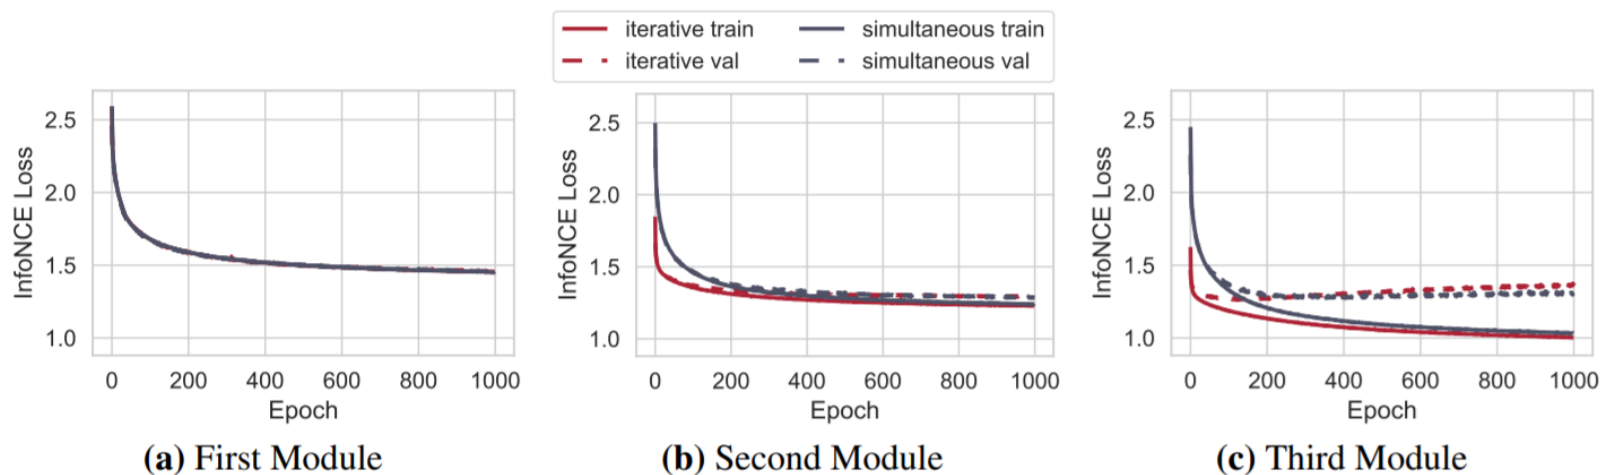 iterative train
simultaneous train
iterative val
simultaneous val
InfoNCE Loss
2.5
2.0
1.5
1.0
0 200 400 600 800 1000
Epoch
(a) First Module
InfoNCE Loss
2.5
2.0
1.5
1.0
0 200 400 600 800 1000
Epoch
(b) Second Module
InfoNCE Loss
2.5
2.0
1.5
1.0
0 200 400 600 800 1000
Epoch
(c) Third Module